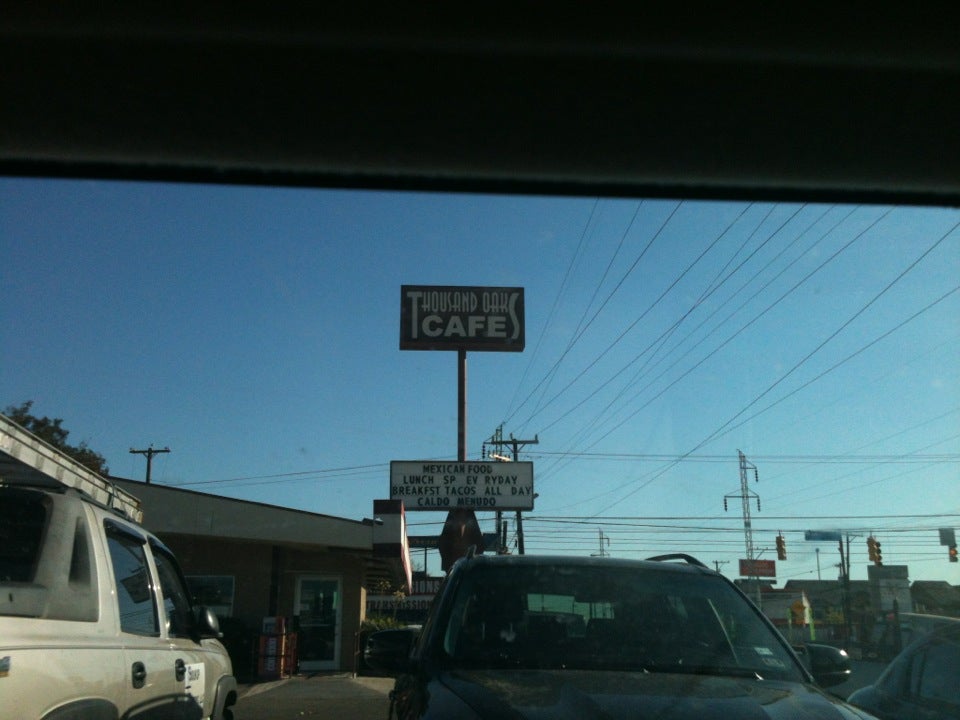 THOUSAND OAKS
CAFE
MEXICAN FOOD
LUNCH SP EV RYDAY
BREAKFST TACOS ALL DAY
CALDO MENUDO